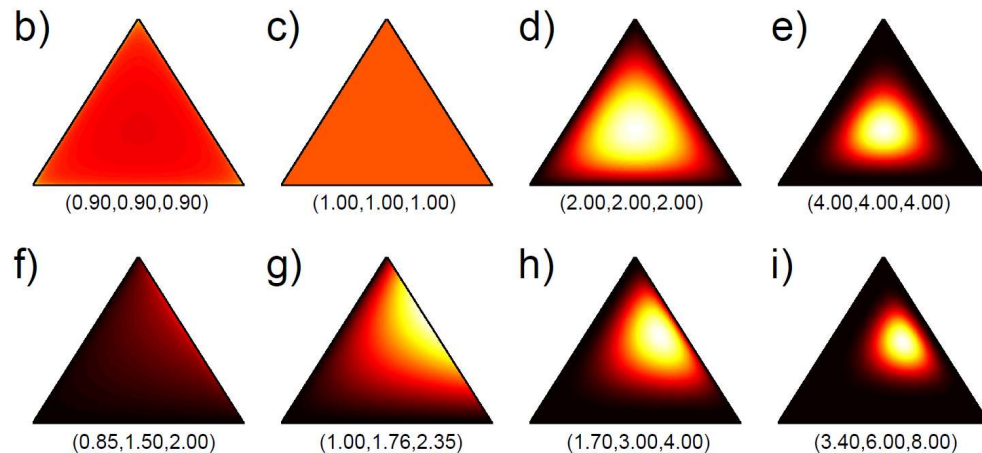 b) c) d) e)
(0.90,0.90,0.90) (1.00,1.00,1.00) (2.00,2.00,2.00) (4.00,4.00,4.00)
f) g) h) i)
(0.85,1.50,2.00) (1.00,1.76,2.35) (1.70,3.00,4.00) (3.40,6.00,8.00)